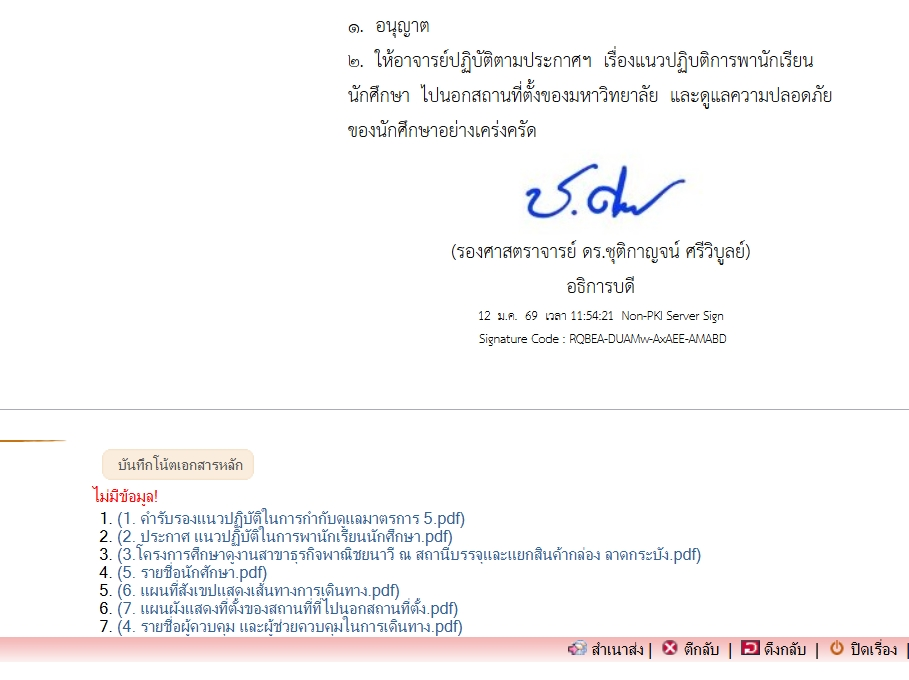 ๑. อนุญาต
๒. ให้อาจารย์ปฏิบัติตามประกาศฯ เรื่องแนวปฏิบติการพานักเรียน
นักศึกษา ไปนอกสถานที่ตั้งของมหาวิทยาลัย และดูแลความปลอดภัย
ของนักศึกษาอย่างเคร่งครัด
(รองศาสตราจารย์ ดร.ชุติกาญจน์ ศรีวิบูลย์)
อธิการบดี
12 ม.ค. 69 เวลา 11:54:21 Non-PKI Server Sign
Signature Code : RQBEA-DUAMw-AxAEE-AMABD
บันทึกโน้ตเอกสารหลัก
ไม่มีข้อมูล!
1. (1. คำรับรองแนวปฏิบัติในการกำกับดูแลมาตรการ 5.pdf)
2. (2. ประกาศ แนวปฏิบัติในการพานักเรียนนักศึกษา.pdf)
3. (3.โครงการศึกษาดูงานสาขาธุรกิจพาณิชยนาวี ณ สถานีบรรจุและแยกสินค้ากล่อง ลาดกระบัง.pdf)
4. (5. รายชื่อนักศึกษา.pdf)
5. (6. แผนที่สังเขปแสดงเส้นทางการเดินทาง.pdf)
6. (7. แผนผังแสดงที่ตั้งของสถานที่ที่ไปนอกสถานที่ตั้ง.pdf)
7. (4. รายชื่อผู้ควบคุม และผู้ช่วยควบคุมในการเดินทาง.pdf)
สำเนาส่ง | ตีกลับ | ดึงกลับ | ปิดเรื่อง |